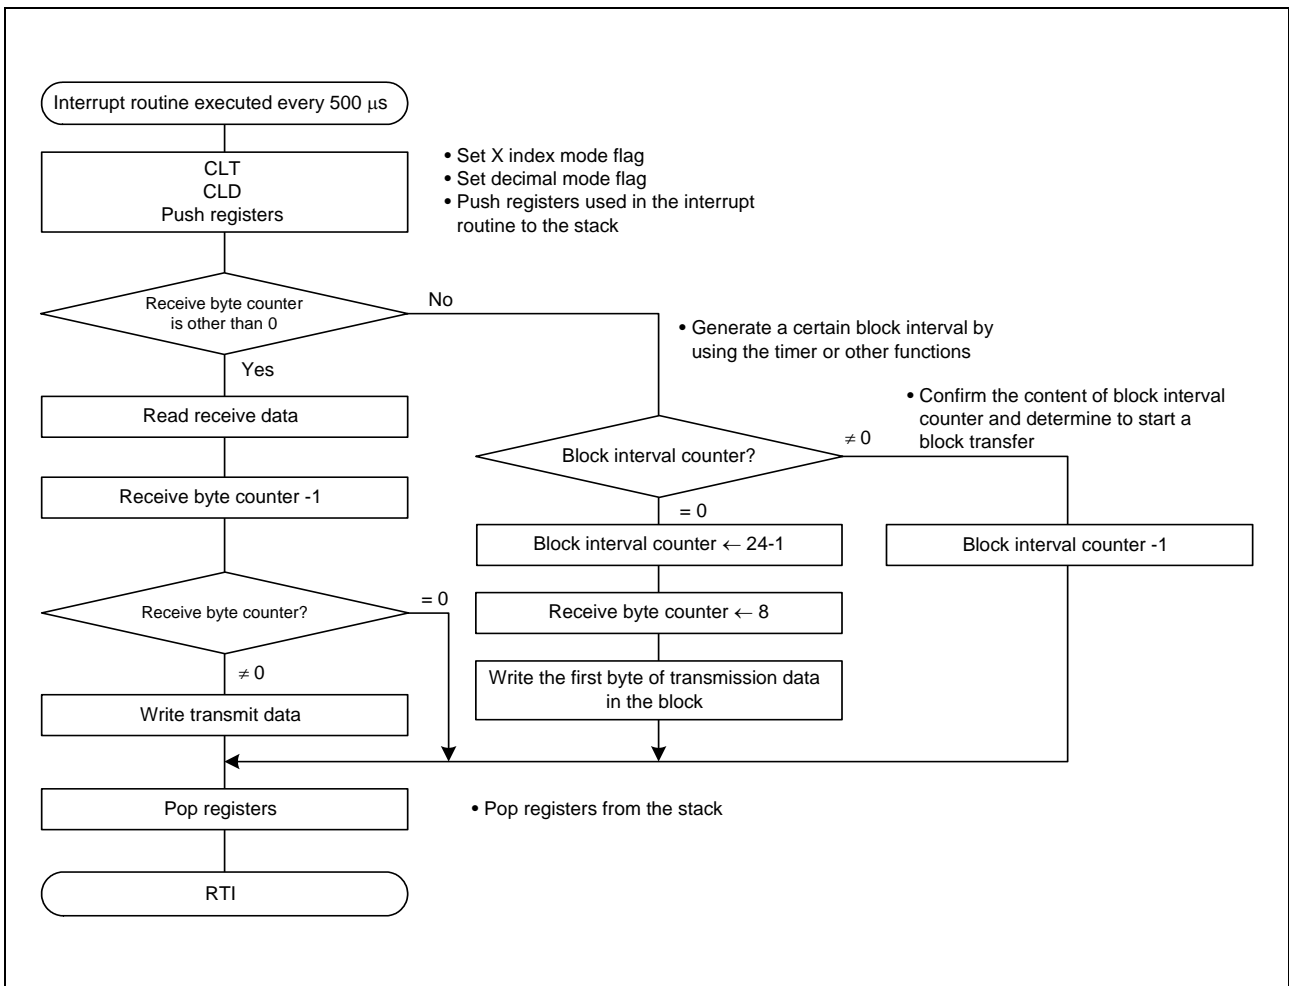 Interrupt routine executed every 500 μs
CLT
CLD
Push registers
• Set X index mode flag
• Set decimal mode flag
• Push registers used in the interrupt
routine to the stack
Receive byte counter
is other than 0
No
Yes
• Generate a certain block interval by
using the timer or other functions
Read receive data
• Confirm the content of block interval
counter and determine to start a
block transfer
Block interval counter?
≠ 0
= 0
Receive byte counter -1
Block interval counter ← 24-1
Block interval counter -1
Receive byte counter?
= 0
≠ 0
Receive byte counter ← 8
Write the first byte of transmission data
in the block
Write transmit data
Pop registers
• Pop registers from the stack
RTI